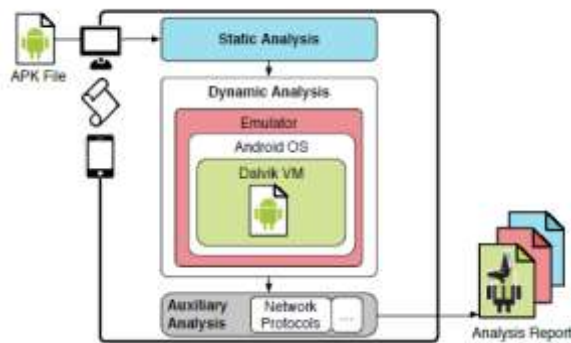 APK File
Static Analysis
Dynamic Analysis
Emulator
Android OS
Dalvik VM
Auxiliary
Analysis
Network
Protocols
...
Analysis Report